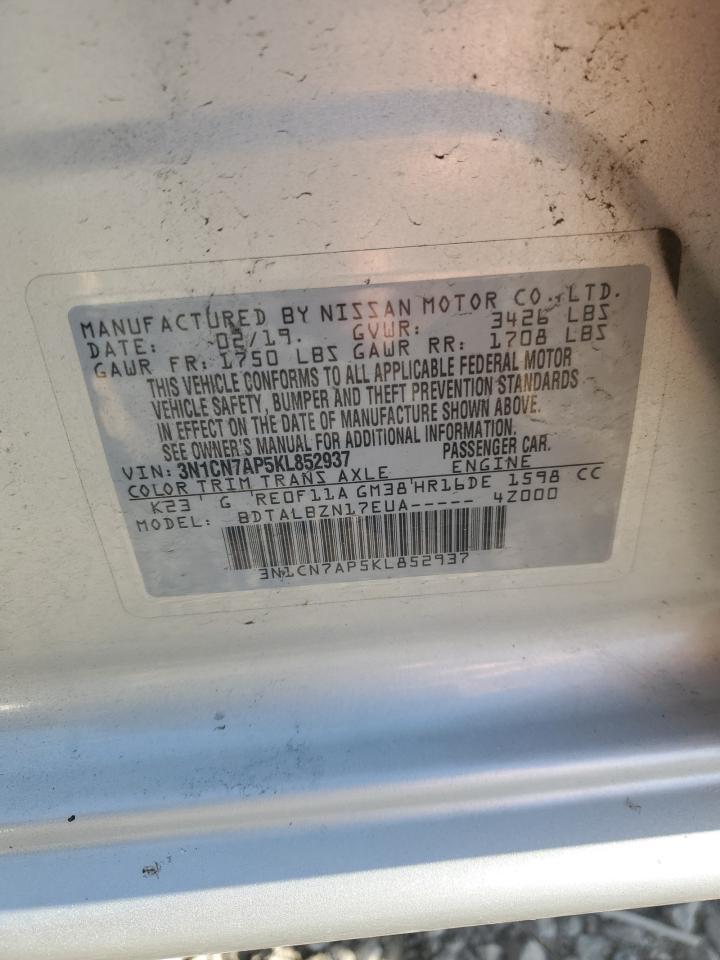 MANUFACTURED BY NISSAN MOTOR CO., LTD.
DATE: 02/19. GVWR: 3426 LBS
GAWR FR: 1750 LBS GAWR RR: 1708 LBS
THIS VEHICLE CONFORMS TO ALL APPLICABLE FEDERAL MOTOR
VEHICLE SAFETY, BUMPER AND THEFT PREVENTION STANDARDS
IN EFFECT ON THE DATE OF MANUFACTURE SHOWN ABOVE.
SEE OWNER'S MANUAL FOR ADDITIONAL INFORMATION.
VIN: 3N1CN7AP5KL852937 PASSENGER CAR.
COLOR TRIM TRANS AXLE ENGINE
K23 ' G 'RE0F11A GM38'HR16DE 1598 CC
MODEL: BDTALBZN17EUA----- 4Z000
3N1CN7AP5KL852937